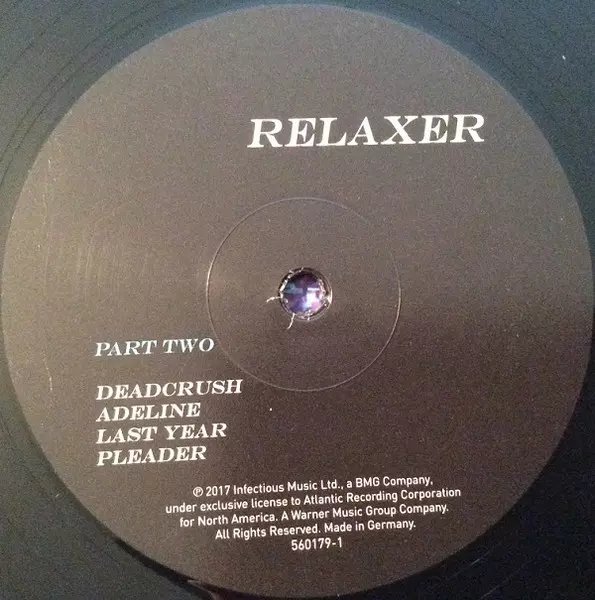 RELAXER
PART TWO
DEADCRUSH
ADELINE
LAST YEAR
PLEADER
℗ 2017 Infectious Music Ltd., a BMG Company,
under exclusive license to Atlantic Recording Corporation
for North America. A Warner Music Group Company.
All Rights Reserved. Made in Germany.
560179-1